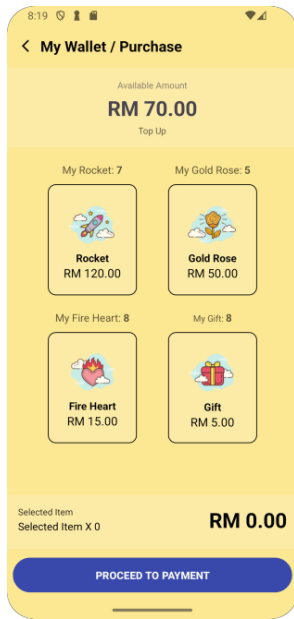 8:19
My Wallet / Purchase
Available Amount
RM 70.00
Top Up
My Rocket: 7
My Gold Rose: 5
Rocket
RM 120.00
Gold Rose
RM 50.00
My Fire Heart: 8
My Gift: 8
Fire Heart
RM 15.00
Gift
RM 5.00
Selected Item
Selected Item X 0
RM 0.00
PROCEED TO PAYMENT